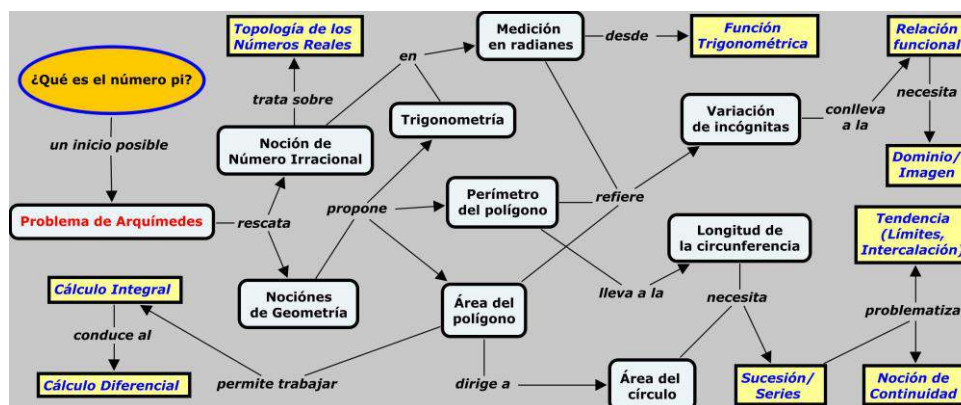 ¿Qué es el número pi?
un inicio posible
Problema de Arquímedes
rescata
Topología de los
Números Reales
trata sobre
Noción de
Número Irracional
Nociónes
de Geometría
propone
en
Medición
en radianes
desde
Función
Trigonométrica
Trigonometría
Perímetro
del polígono
refiere
Variación
de incógnitas
conlleva
a la
Relación
funcional
necesita
Dominio/
Imagen
Área del
polígono
lleva a la
Longitud de
la circunferencia
necesita
Tendencia
(Límites,
Intercalación)
problematiza
Cálculo Integral
conduce al
Cálculo Diferencial
permite trabajar
dirige a
Área del
círculo
Sucesión/
Series
Noción de
Continuidad